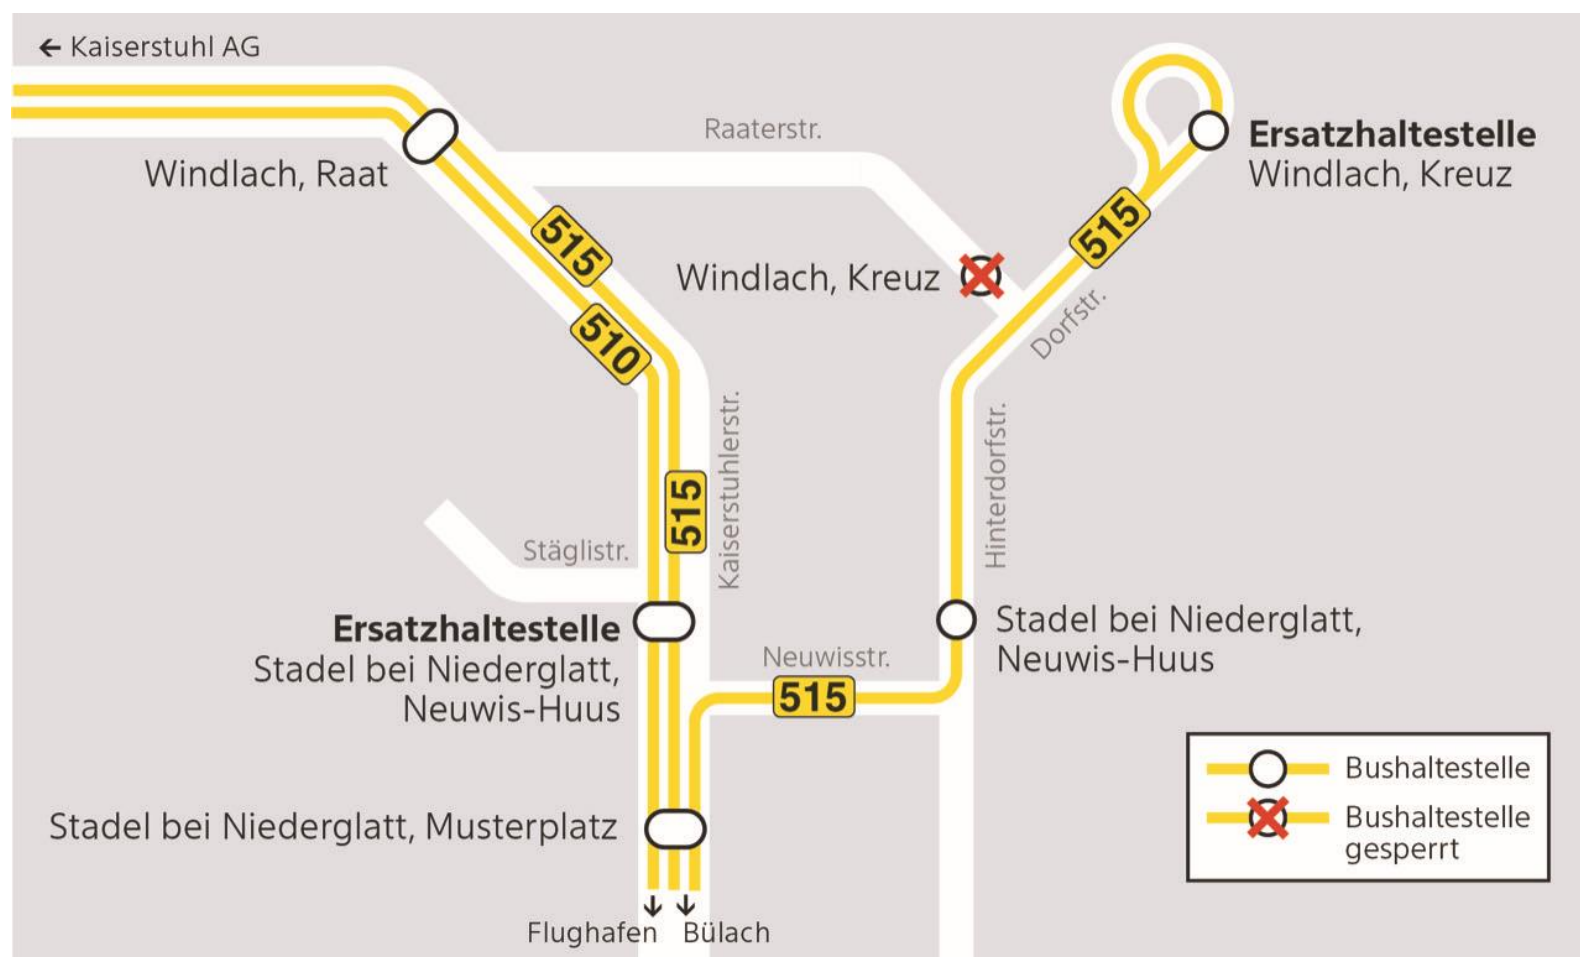 ← Kaiserstuhl AG
Raaterstr.
Ersatzhaltestelle
Windlach, Kreuz
Windlach, Raat
515
515
Windlach, Kreuz
510
Dorfstr.
Kaiserstuhlerstr.
Hinterdorfstr.
515
Stäglistr.
Ersatzhaltestelle
Stadel bei Niederglatt,
Neuwis-Huus
Stadel bei Niederglatt,
Neuwis-Huus
Neuwisstr.
515
Bushaltestelle
Bushaltestelle
gesperrt
Stadel bei Niederglatt, Musterplatz
Flughafen
Bülach